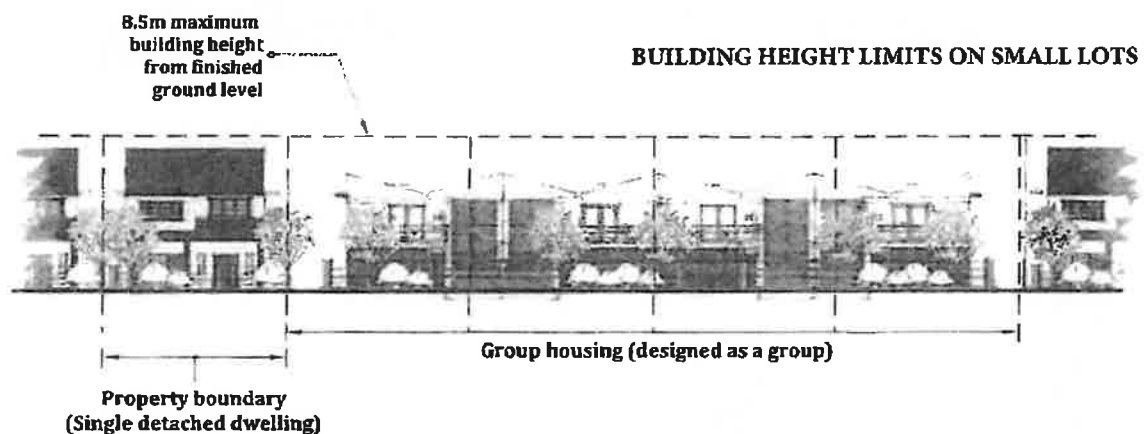 8.5m maximum
building height
from finished
ground level
BUILDING HEIGHT LIMITS ON SMALL LOTS
Group housing (designed as a group)
Property boundary
(Single detached dwelling)